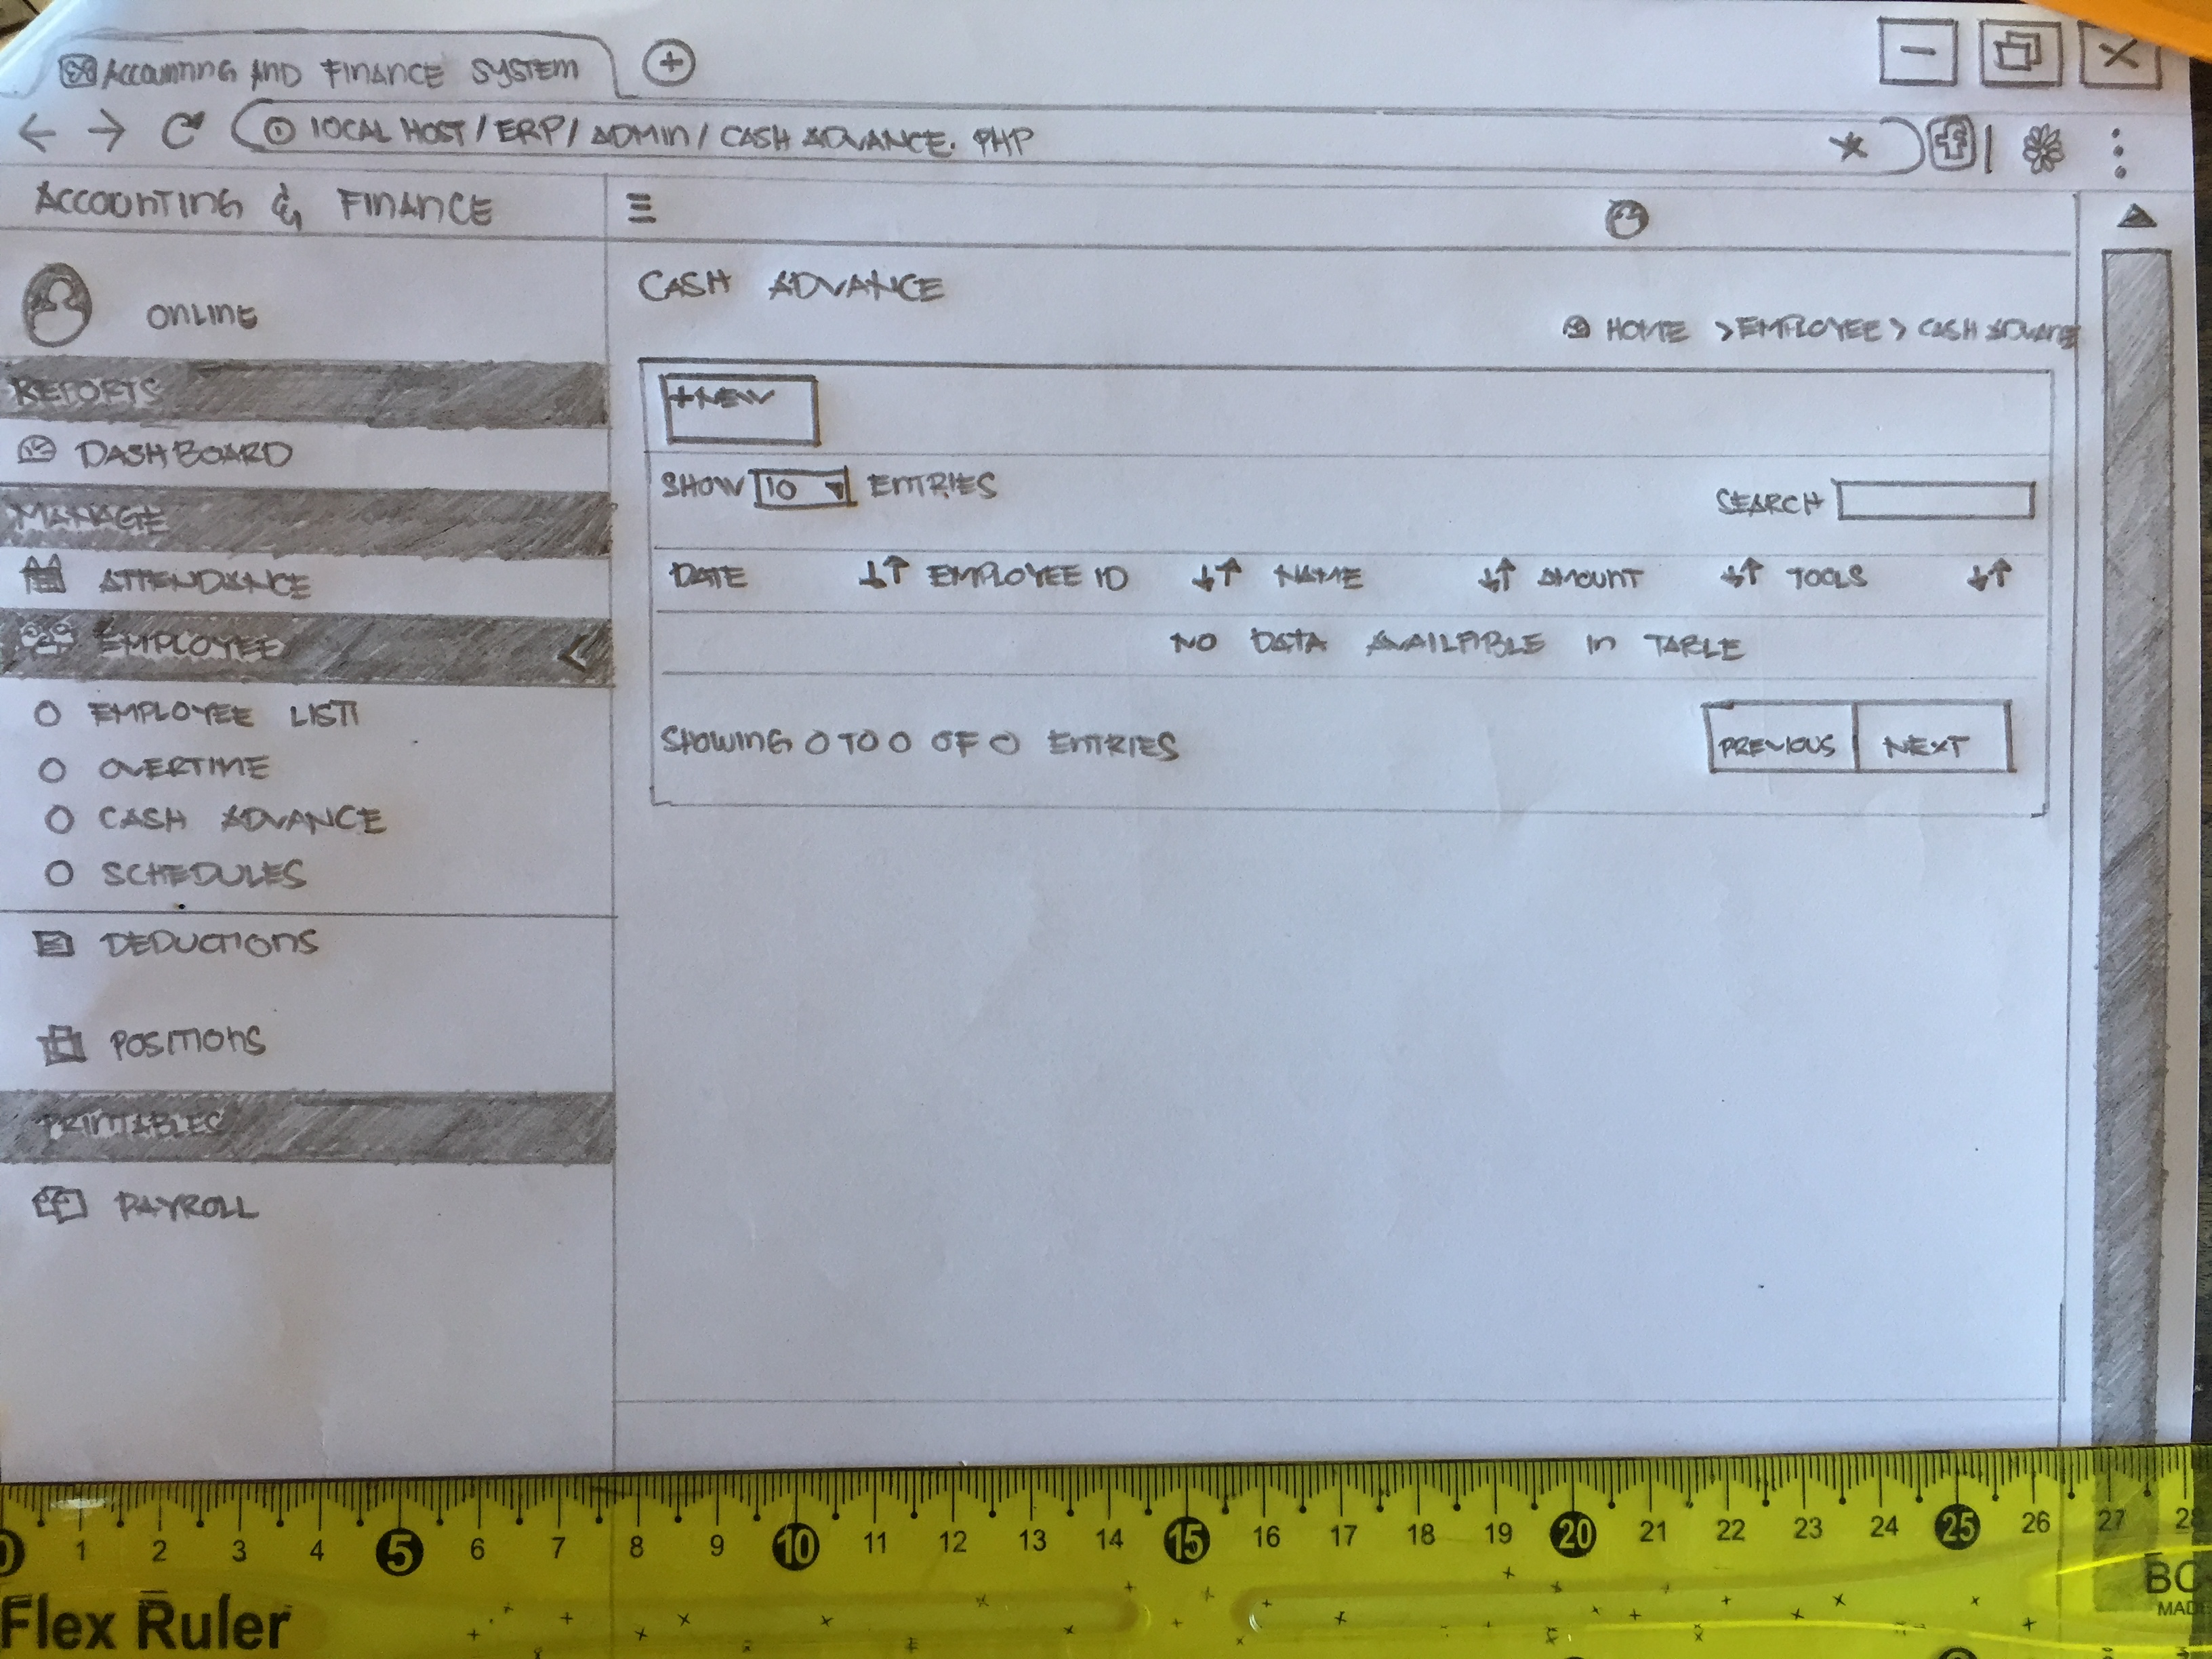 ACCOUNTING AND FINANCE SYSTEM
LOCAL HOST / ERP / ADMIN / CASH ADVANCE. PHP
ACCOUNTING & FINANCE
ONLINE
REPORTS
DASHBOARD
MANAGE
ATTENDANCE
EMPLOYEE
EMPLOYEE LIST
OVERTIME
CASH ADVANCE
SCHEDULES
DEDUCTIONS
POSITIONS
PRINTABLES
PAYROLL
CASH ADVANCE
HOME > EMPLOYEE > CASH ADVANCE
+ NEW
SHOW 10 ENTRIES
SEARCH
DATE EMPLOYEE ID NAME AMOUNT TOOLS
NO DATA AVAILABLE IN TABLE
SHOWING 0 TO 0 OF 0 ENTRIES
PREVIOUS NEXT
0 1 2 3 4 5 6 7 8 9 10 11 12 13 14 15 16 17 18 19 20 21 22 23 24 25 26 27 28
Flex Ruler